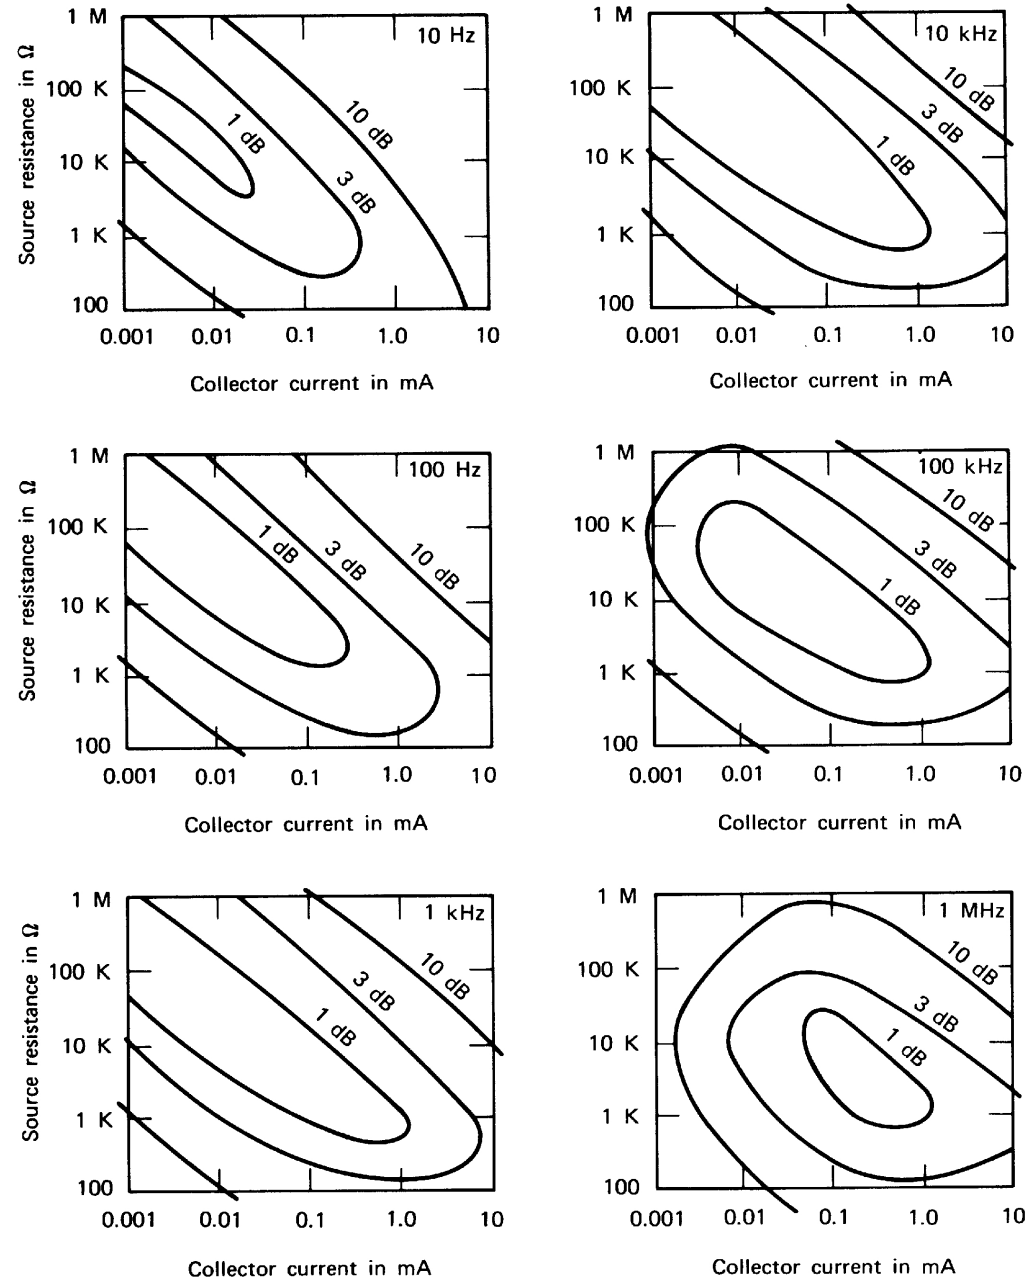 Source resistance in Ω
1 M
100 K
10 K
1 K
100
10 Hz
1 dB
3 dB
10 dB
0.001 0.01 0.1 1.0 10
Collector current in mA
1 M
100 K
10 K
1 K
100
10 kHz
10 dB
3 dB
1 dB
0.001 0.01 0.1 1.0 10
Collector current in mA
Source resistance in Ω
1 M
100 K
10 K
1 K
100
100 Hz
1 dB
3 dB
10 dB
0.001 0.01 0.1 1.0 10
Collector current in mA
1 M
100 K
10 K
1 K
100
100 kHz
10 dB
3 dB
1 dB
0.001 0.01 0.1 1.0 10
Collector current in mA
Source resistance in Ω
1 M
100 K
10 K
1 K
100
1 kHz
10 dB
3 dB
1 dB
0.001 0.01 0.1 1.0 10
Collector current in mA
1 M
100 K
10 K
1 K
100
1 MHz
10 dB
3 dB
1 dB
0.001 0.01 0.1 1.0 10
Collector current in mA